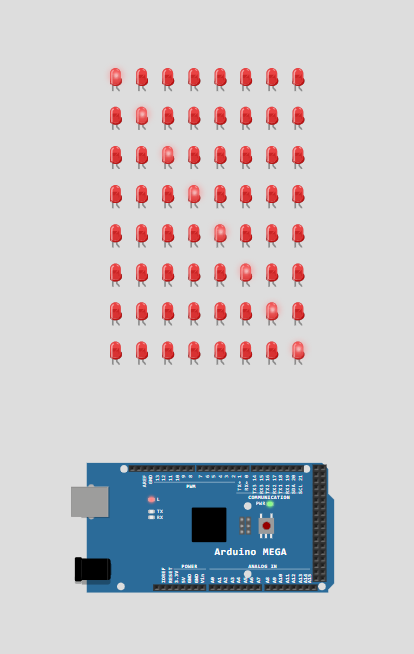 AREF
GND
13
12
11
10
9
8
7
6
5
4
3
2
TX→1
RX←0
TX3 14
RX3 15
TX2 16
RX2 17
TX1 18
RX1 19
SDA 20
SCL 21
PWM
COMMUNICATION
L
PWR
TX
RX
Arduino MEGA
POWER
ANALOG IN
IOREF
RESET
3.3V
5V
GND
GND
Vin
A0
A1
A2
A3
A4
A6
A7
A8
A9
A10
A11
A12
A13
A14
A15